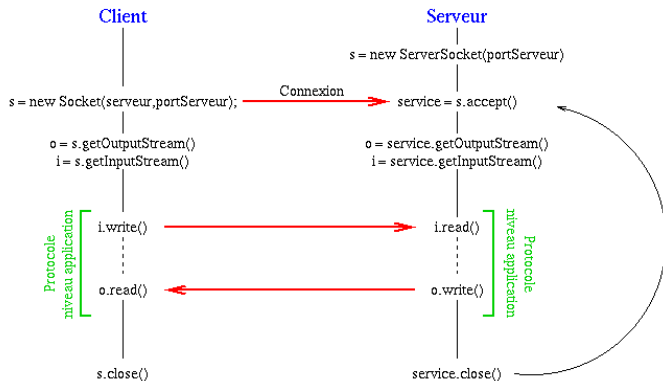 Client
Serveur
s = new ServerSocket(portServeur)
s = new Socket(serveur,portServeur);
Connexion
service = s.accept()
o = s.getOutputStream()
i = s.getInputStream()
o = service.getOutputStream()
i = service.getInputStream()
Protocole
niveau application
i.write()
i.read()
o.read()
o.write()
Protocole
niveau application
s.close()
service.close()